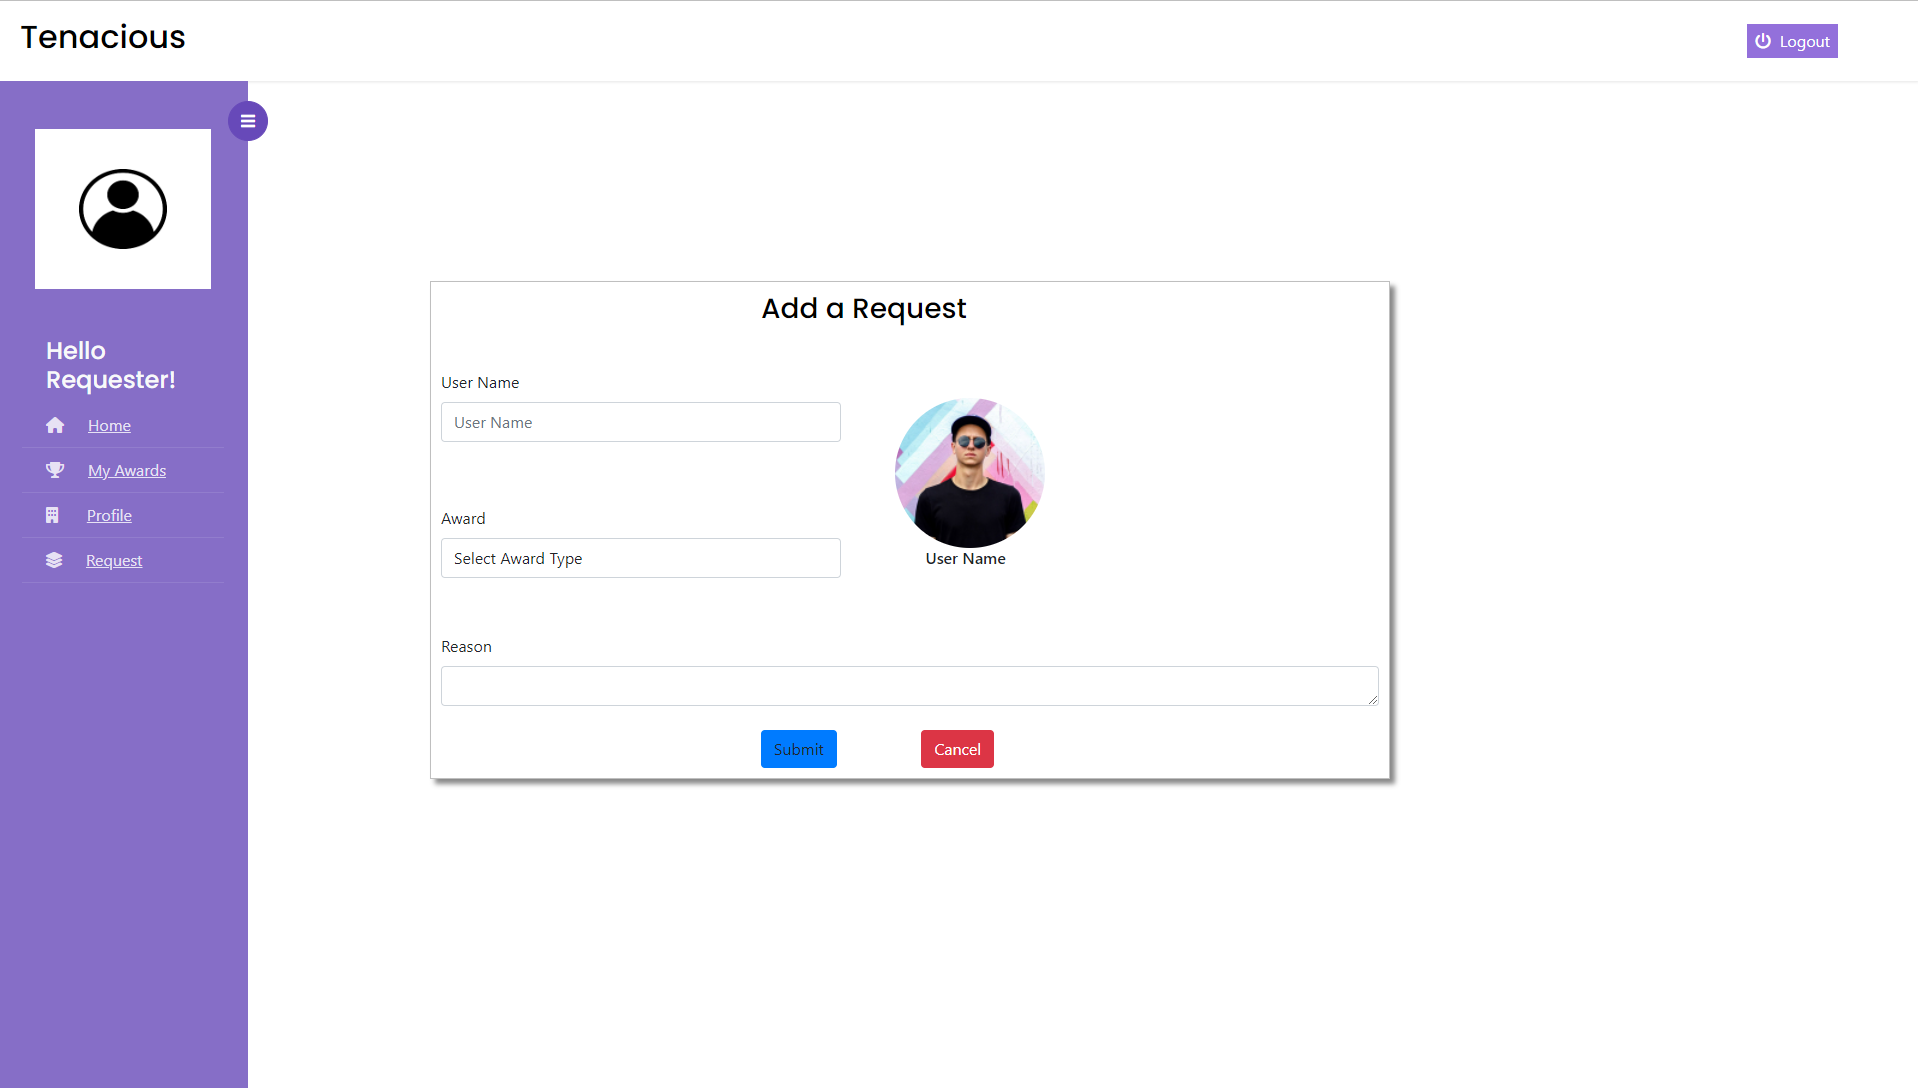 Tenacious
Logout
Hello
Requester!
Home
My Awards
Profile
Request
Add a Request
User Name
User Name
Award
Select Award Type
User Name
Reason
Submit
Cancel